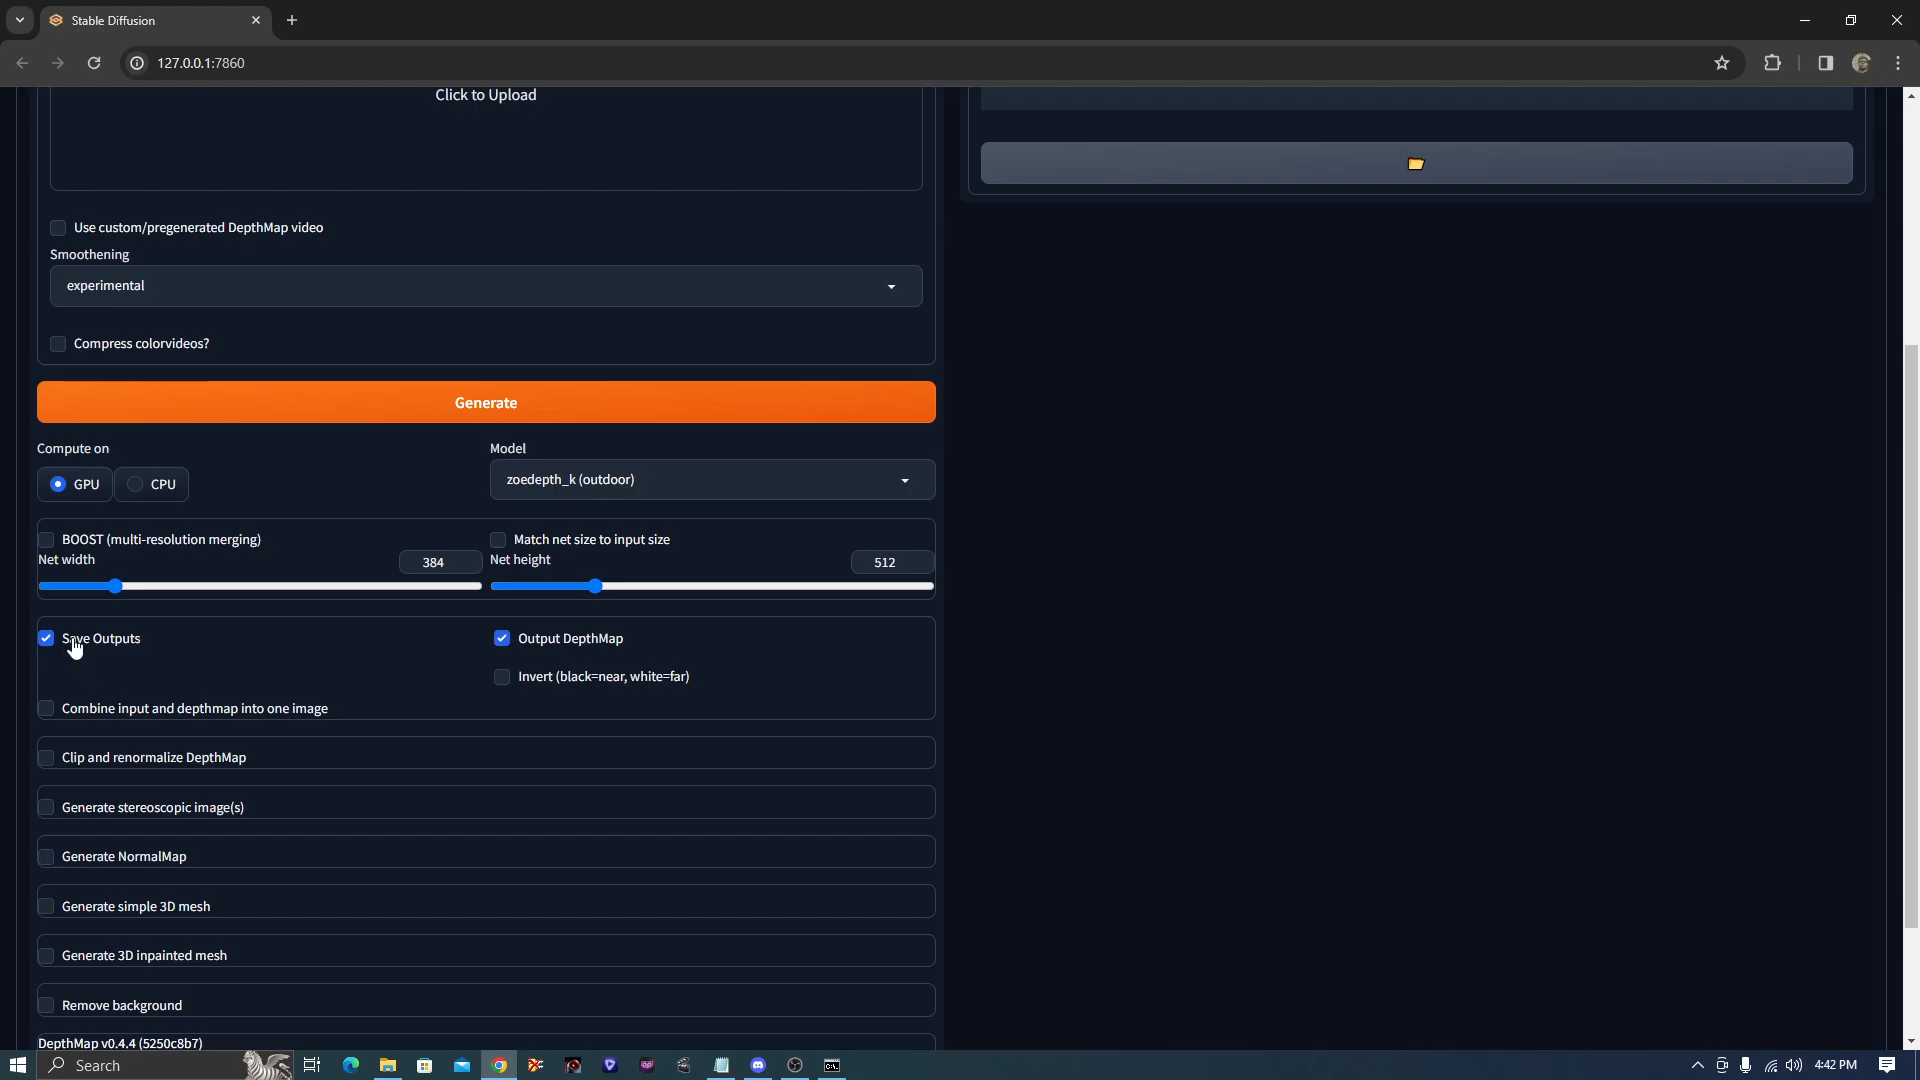 Stable Diffusion
127.0.0.1:7860
Click to Upload
Use custom/pregenerated DepthMap video
Smoothening
experimental
Compress colorvideos?
Generate
Compute on
Model
GPU
CPU
zoedepth_k (outdoor)
BOOST (multi-resolution merging)
Match net size to input size
Net width
384
Net height
512
Save Outputs
Output DepthMap
Invert (black=near, white=far)
Combine input and depthmap into one image
Clip and renormalize DepthMap
Generate stereoscopic image(s)
Generate NormalMap
Generate simple 3D mesh
Generate 3D inpainted mesh
Remove background
DepthMap v0.4.4 (5250c8b7)
Search
4:42 PM